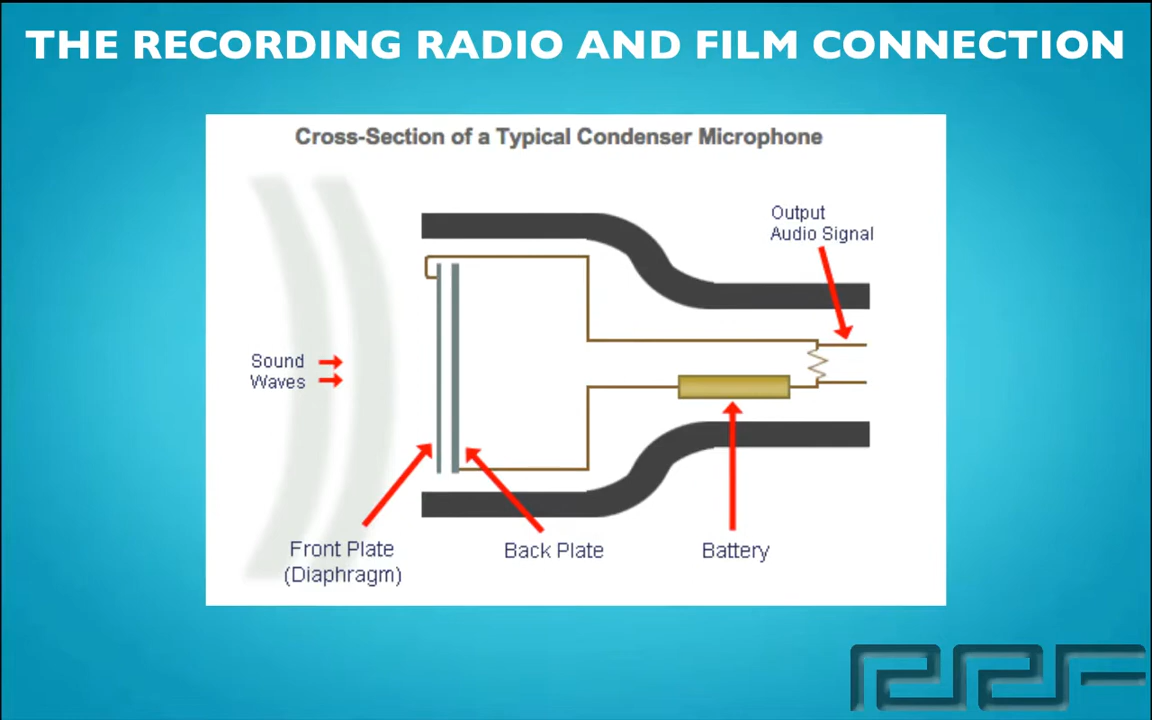 THE RECORDING RADIO AND FILM CONNECTION
Cross-Section of a Typical Condenser Microphone
Output
Audio Signal
Sound
Waves
Front Plate
(Diaphragm)
Back Plate
Battery
RRF